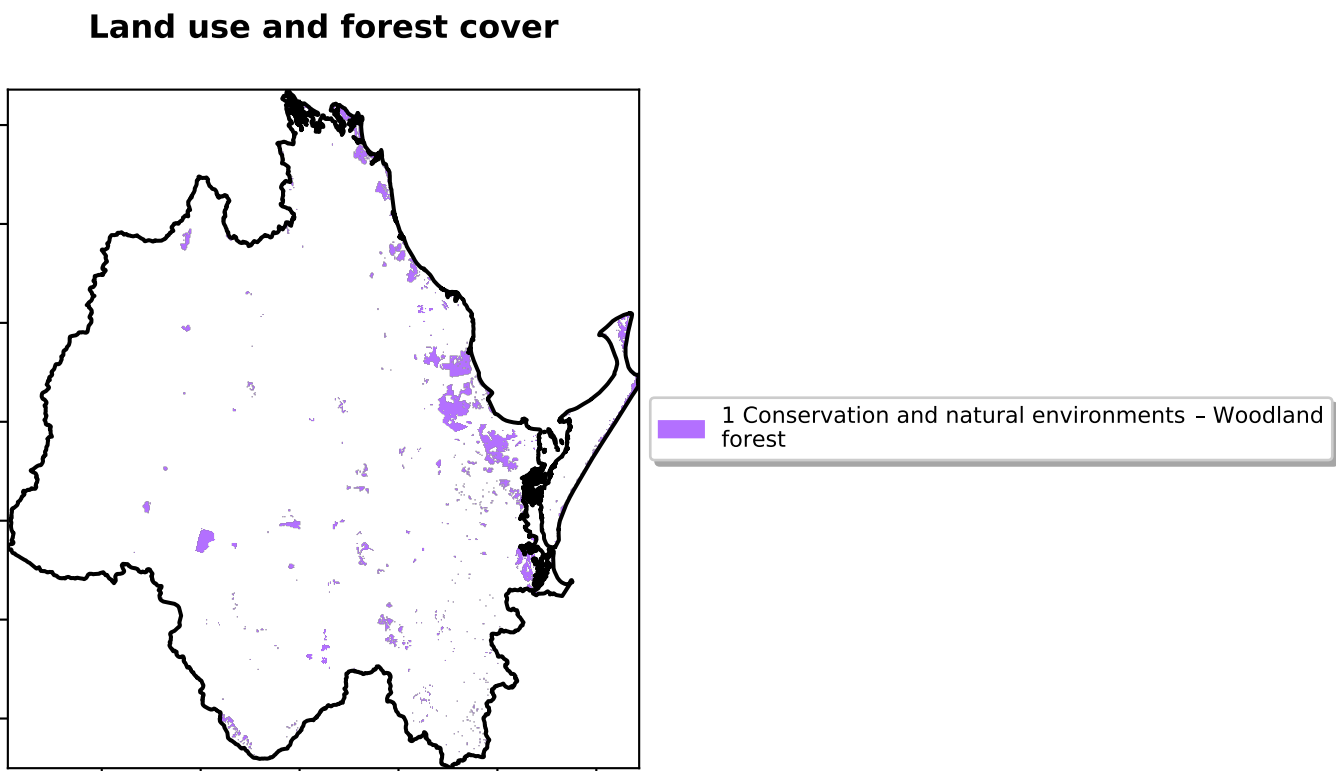 Land use and forest cover
1 Conservation and natural environments – Woodland
forest